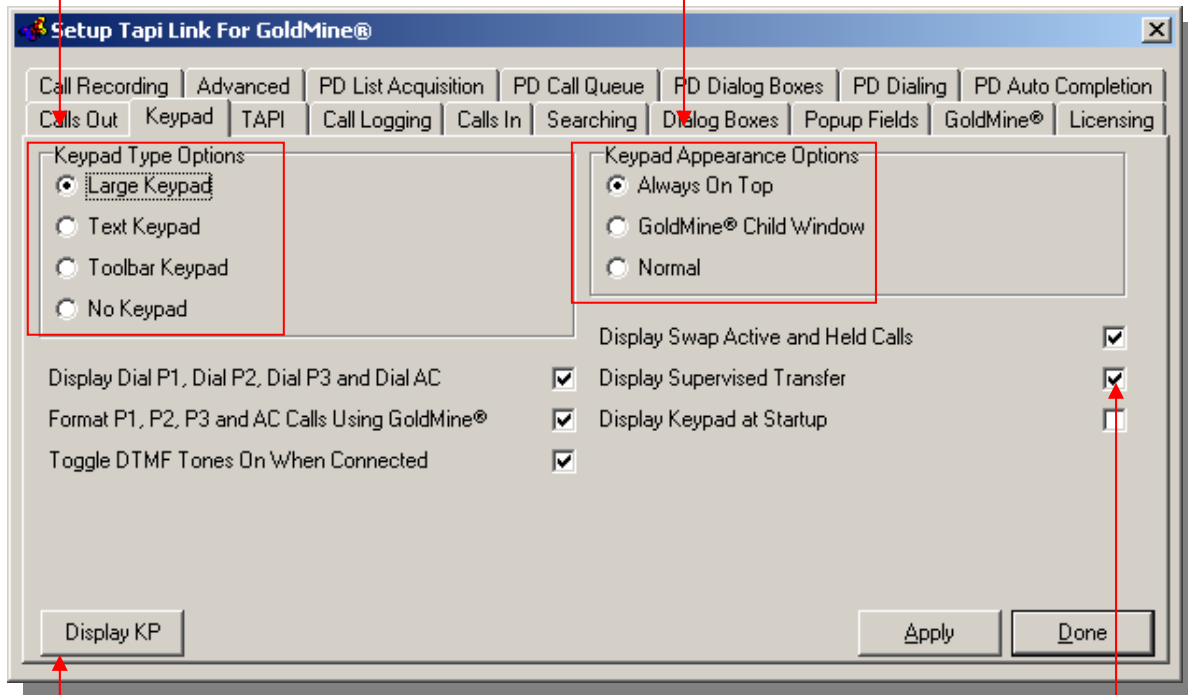 Setup Tapi Link For GoldMine®
Call Recording Advanced PD List Acquisition PD Call Queue PD Dialog Boxes PD Dialing PD Auto Completion
Calls Out Keypad TAPI Call Logging Calls In Searching Dialog Boxes Popup Fields GoldMine® Licensing
Keypad Type Options
Large Keypad
Text Keypad
Toolbar Keypad
No Keypad
Keypad Appearance Options
Always On Top
GoldMine® Child Window
Normal
Display Swap Active and Held Calls
Display Dial P1, Dial P2, Dial P3 and Dial AC
Display Supervised Transfer
Format P1, P2, P3 and AC Calls Using GoldMine®
Display Keypad at Startup
Toggle DTMF Tones On When Connected
Display KP
Apply
Done